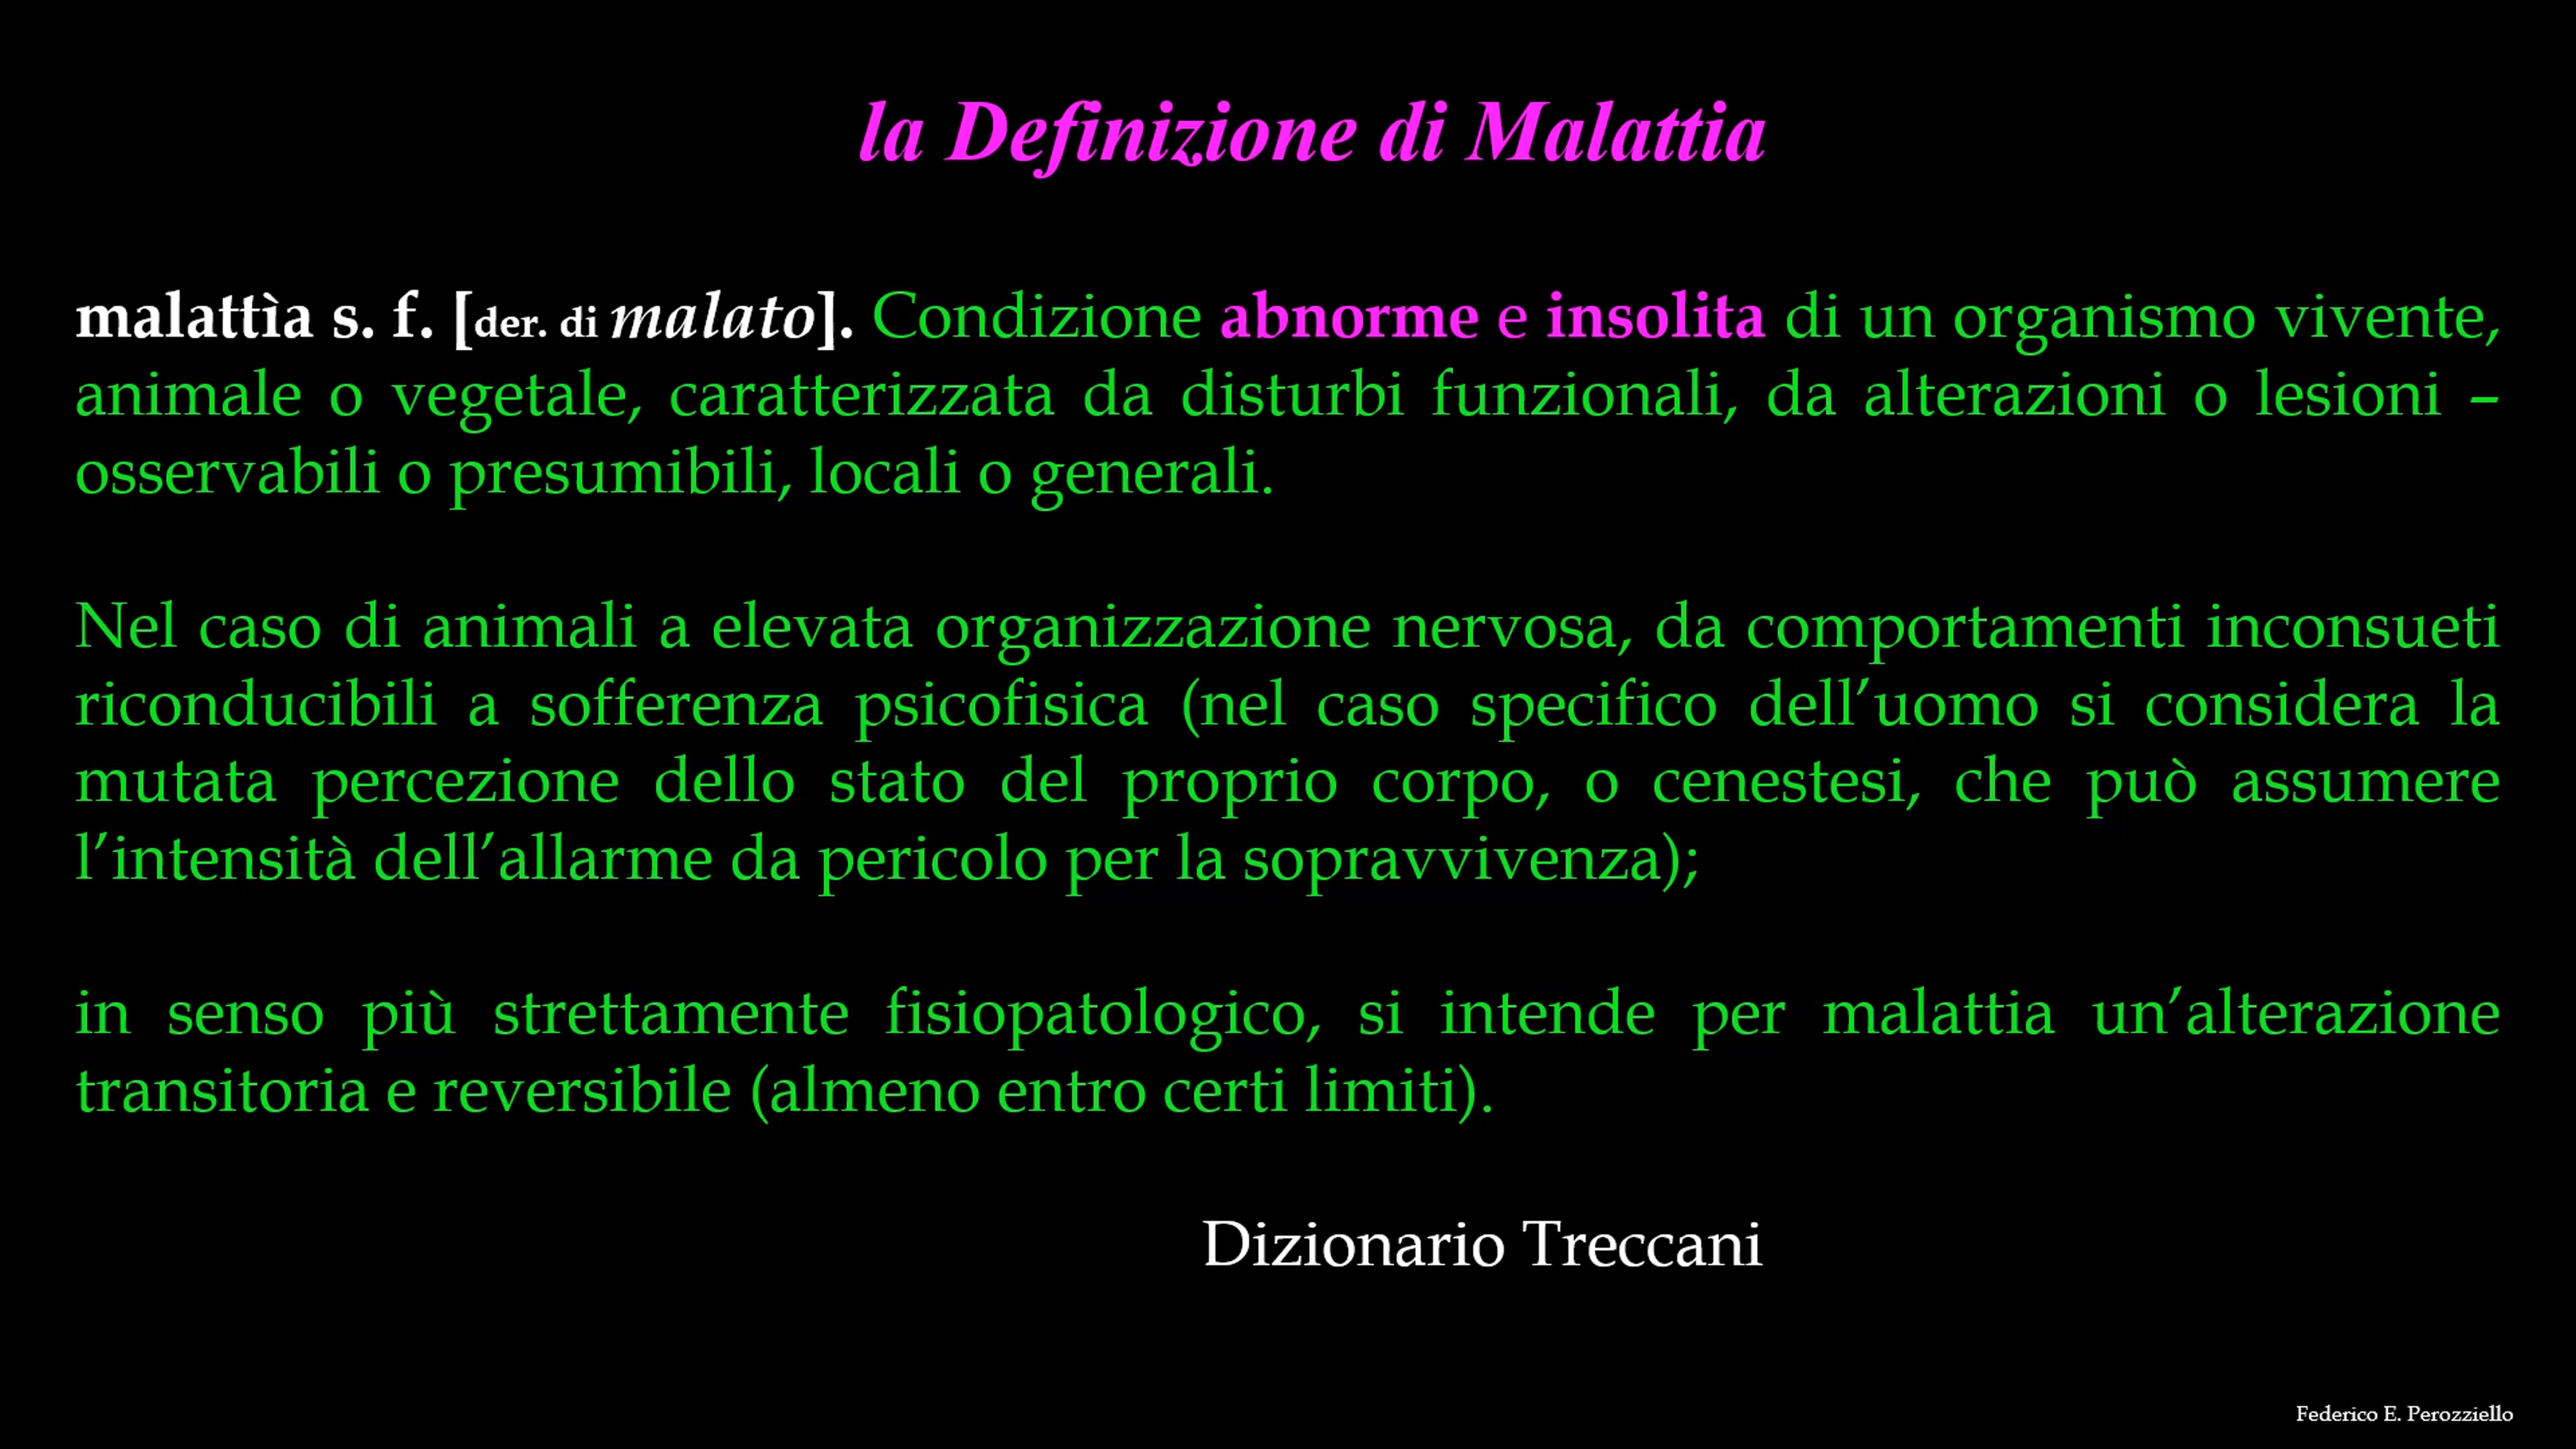 la Definizione di Malattia
malattìa s. f. [der. di malato]. Condizione abnorme e insolita di un organismo vivente,
animale o vegetale, caratterizzata da disturbi funzionali, da alterazioni o lesioni –
osservabili o presumibili, locali o generali.
Nel caso di animali a elevata organizzazione nervosa, da comportamenti inconsueti
riconducibili a sofferenza psicofisica (nel caso specifico dell’uomo si considera la
mutata percezione dello stato del proprio corpo, o cenestesi, che può assumere
l’intensità dell’allarme da pericolo per la sopravvivenza);
in senso più strettamente fisiopatologico, si intende per malattia un’alterazione
transitoria e reversibile (almeno entro certi limiti).
Dizionario Treccani
Federico E. Perozziello